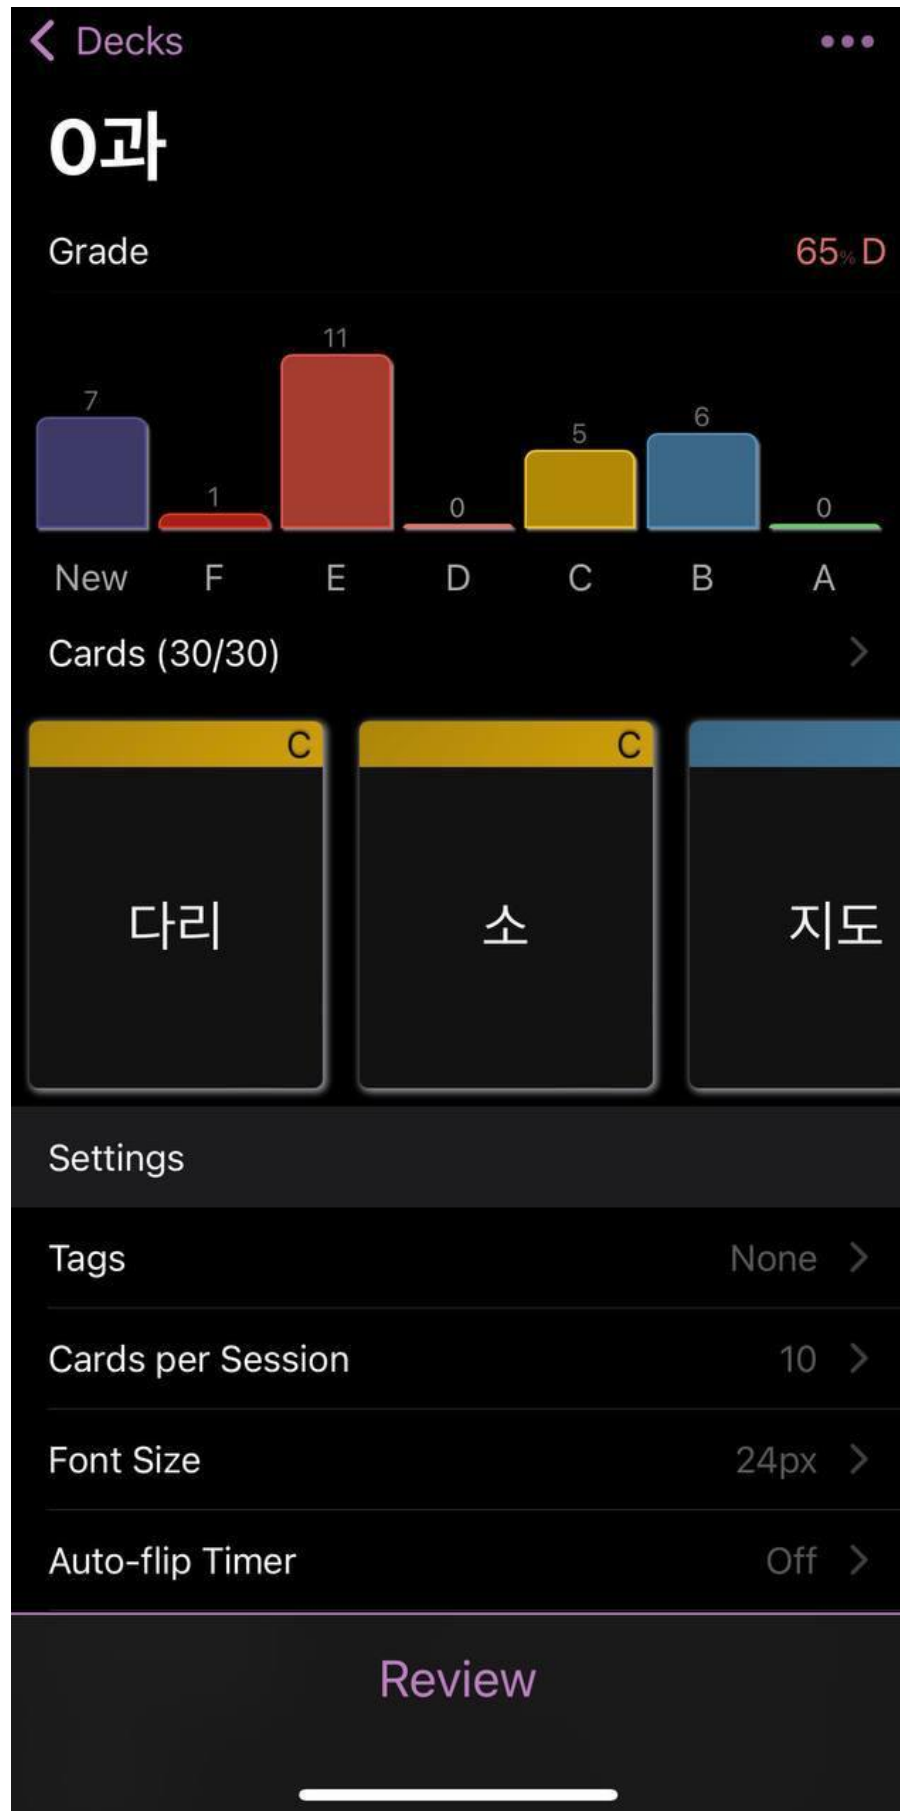 Decks
0과
Grade 65% D
11
7
6
5
1
0
0
New F E D C B A
Cards (30/30)
C C
다리 소 지도
Settings
Tags None
Cards per Session 10
Font Size 24px
Auto-flip Timer Off
Review